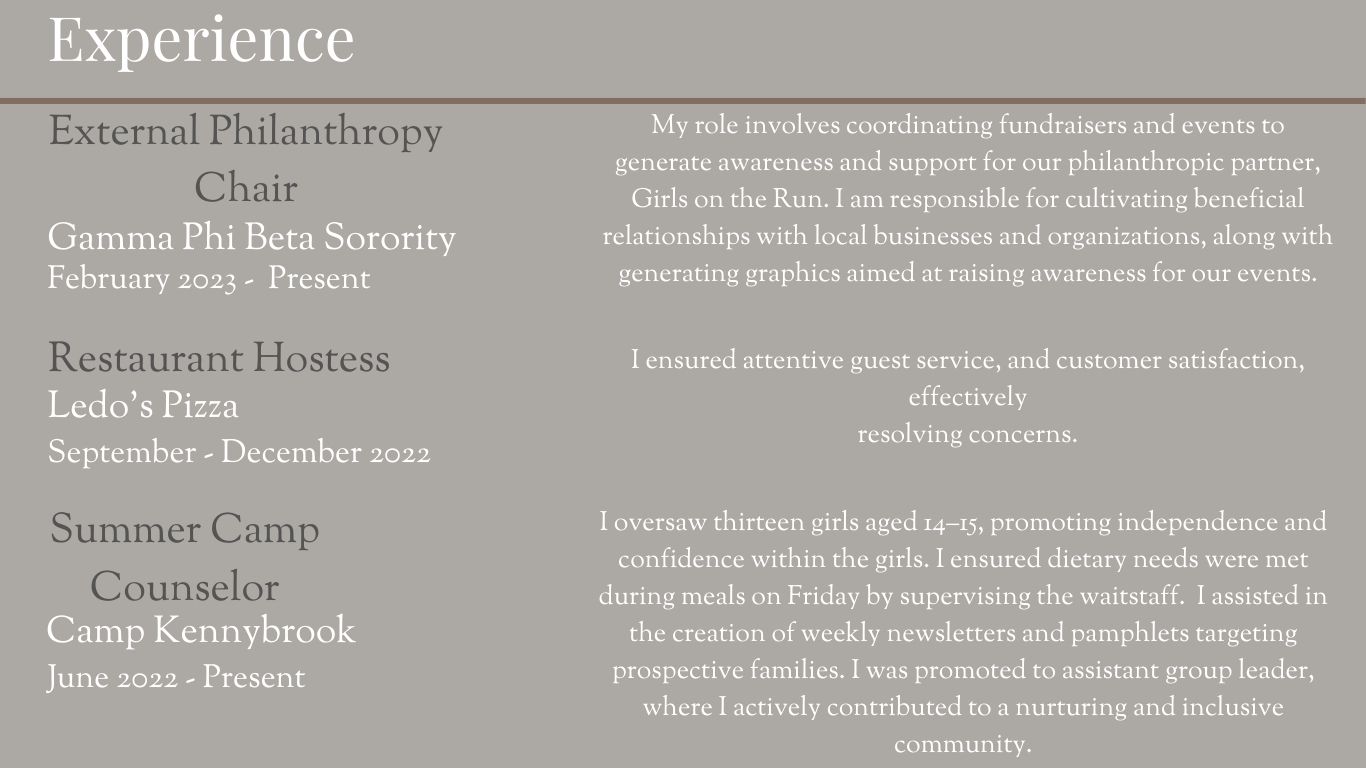 Experience
External Philanthropy
Chair
Gamma Phi Beta Sorority
February 2023 -  Present
My role involves coordinating fundraisers and events to
generate awareness and support for our philanthropic partner,
Girls on the Run. I am responsible for cultivating beneficial
relationships with local businesses and organizations, along with
generating graphics aimed at raising awareness for our events.
Restaurant Hostess
Ledo's Pizza
September - December 2022
I ensured attentive guest service, and customer satisfaction,
effectively
resolving concerns.
Summer Camp
Counselor
Camp Kennybrook
June 2022 - Present
I oversaw thirteen girls aged 14–15, promoting independence and
confidence within the girls. I ensured dietary needs were met
during meals on Friday by supervising the waitstaff.  I assisted in
the creation of weekly newsletters and pamphlets targeting
prospective families. I was promoted to assistant group leader,
where I actively contributed to a nurturing and inclusive
community.